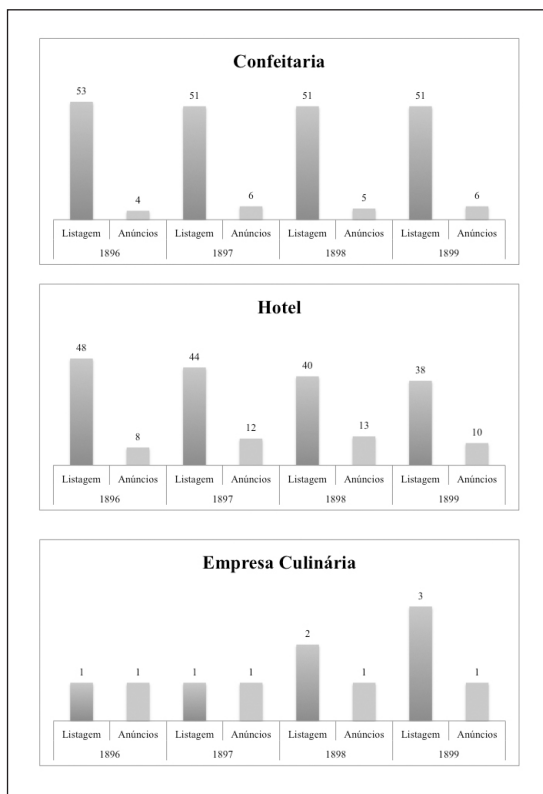 Confeitaria
53
4
51
6
51
5
51
6
Listagem Anúncios Listagem Anúncios Listagem Anúncios Listagem Anúncios
1896 1897 1898 1899
Hotel
48
8
44
12
40
13
38
10
Listagem Anúncios Listagem Anúncios Listagem Anúncios Listagem Anúncios
1896 1897 1898 1899
Empresa Culinária
1
1
1
1
2
1
3
1
Listagem Anúncios Listagem Anúncios Listagem Anúncios Listagem Anúncios
1896 1897 1898 1899